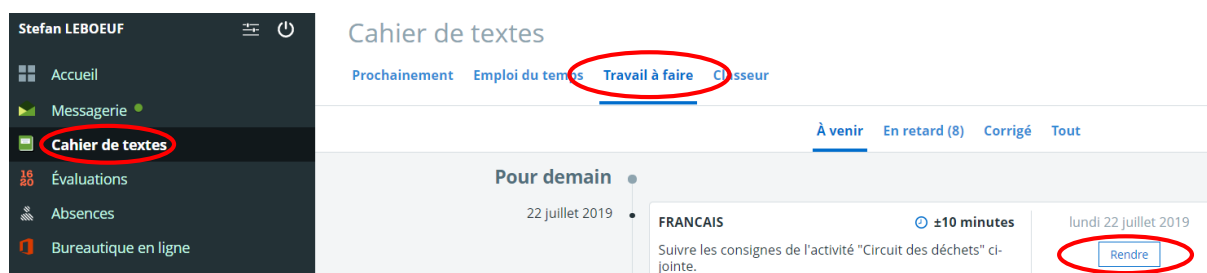 Stefan LEBOEUF
Accueil
Messagerie
Cahier de textes
16
20
Évaluations
Absences
Bureautique en ligne
Cahier de textes
Prochainement Emploi du temps Travail à faire Classeur
À venir En retard (8) Corrigé Tout
Pour demain
22 juillet 2019
FRANCAIS ±10 minutes lundi 22 juillet 2019
Suivre les consignes de l'activité "Circuit des déchets" ci-
jointe.
Rendre